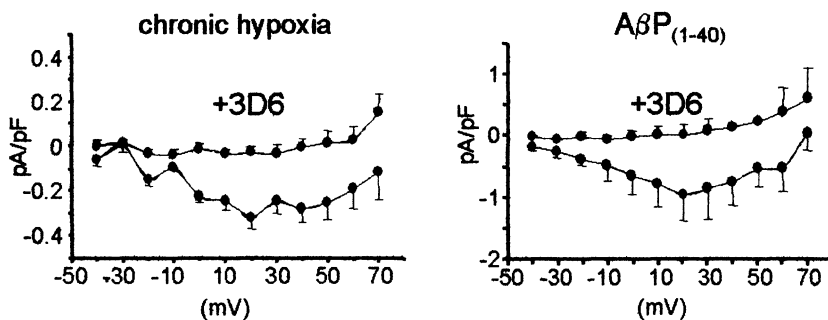 chronic hypoxia
0.4
0.2
0
-0.2
-0.4
pA/pF
+3D6
-50 -30 -10 10 30 50 70
(mV)
AβP(1-40)
1
0
-1
-2
pA/pF
+3D6
-50 -30 -10 10 30 50 70
(mV)